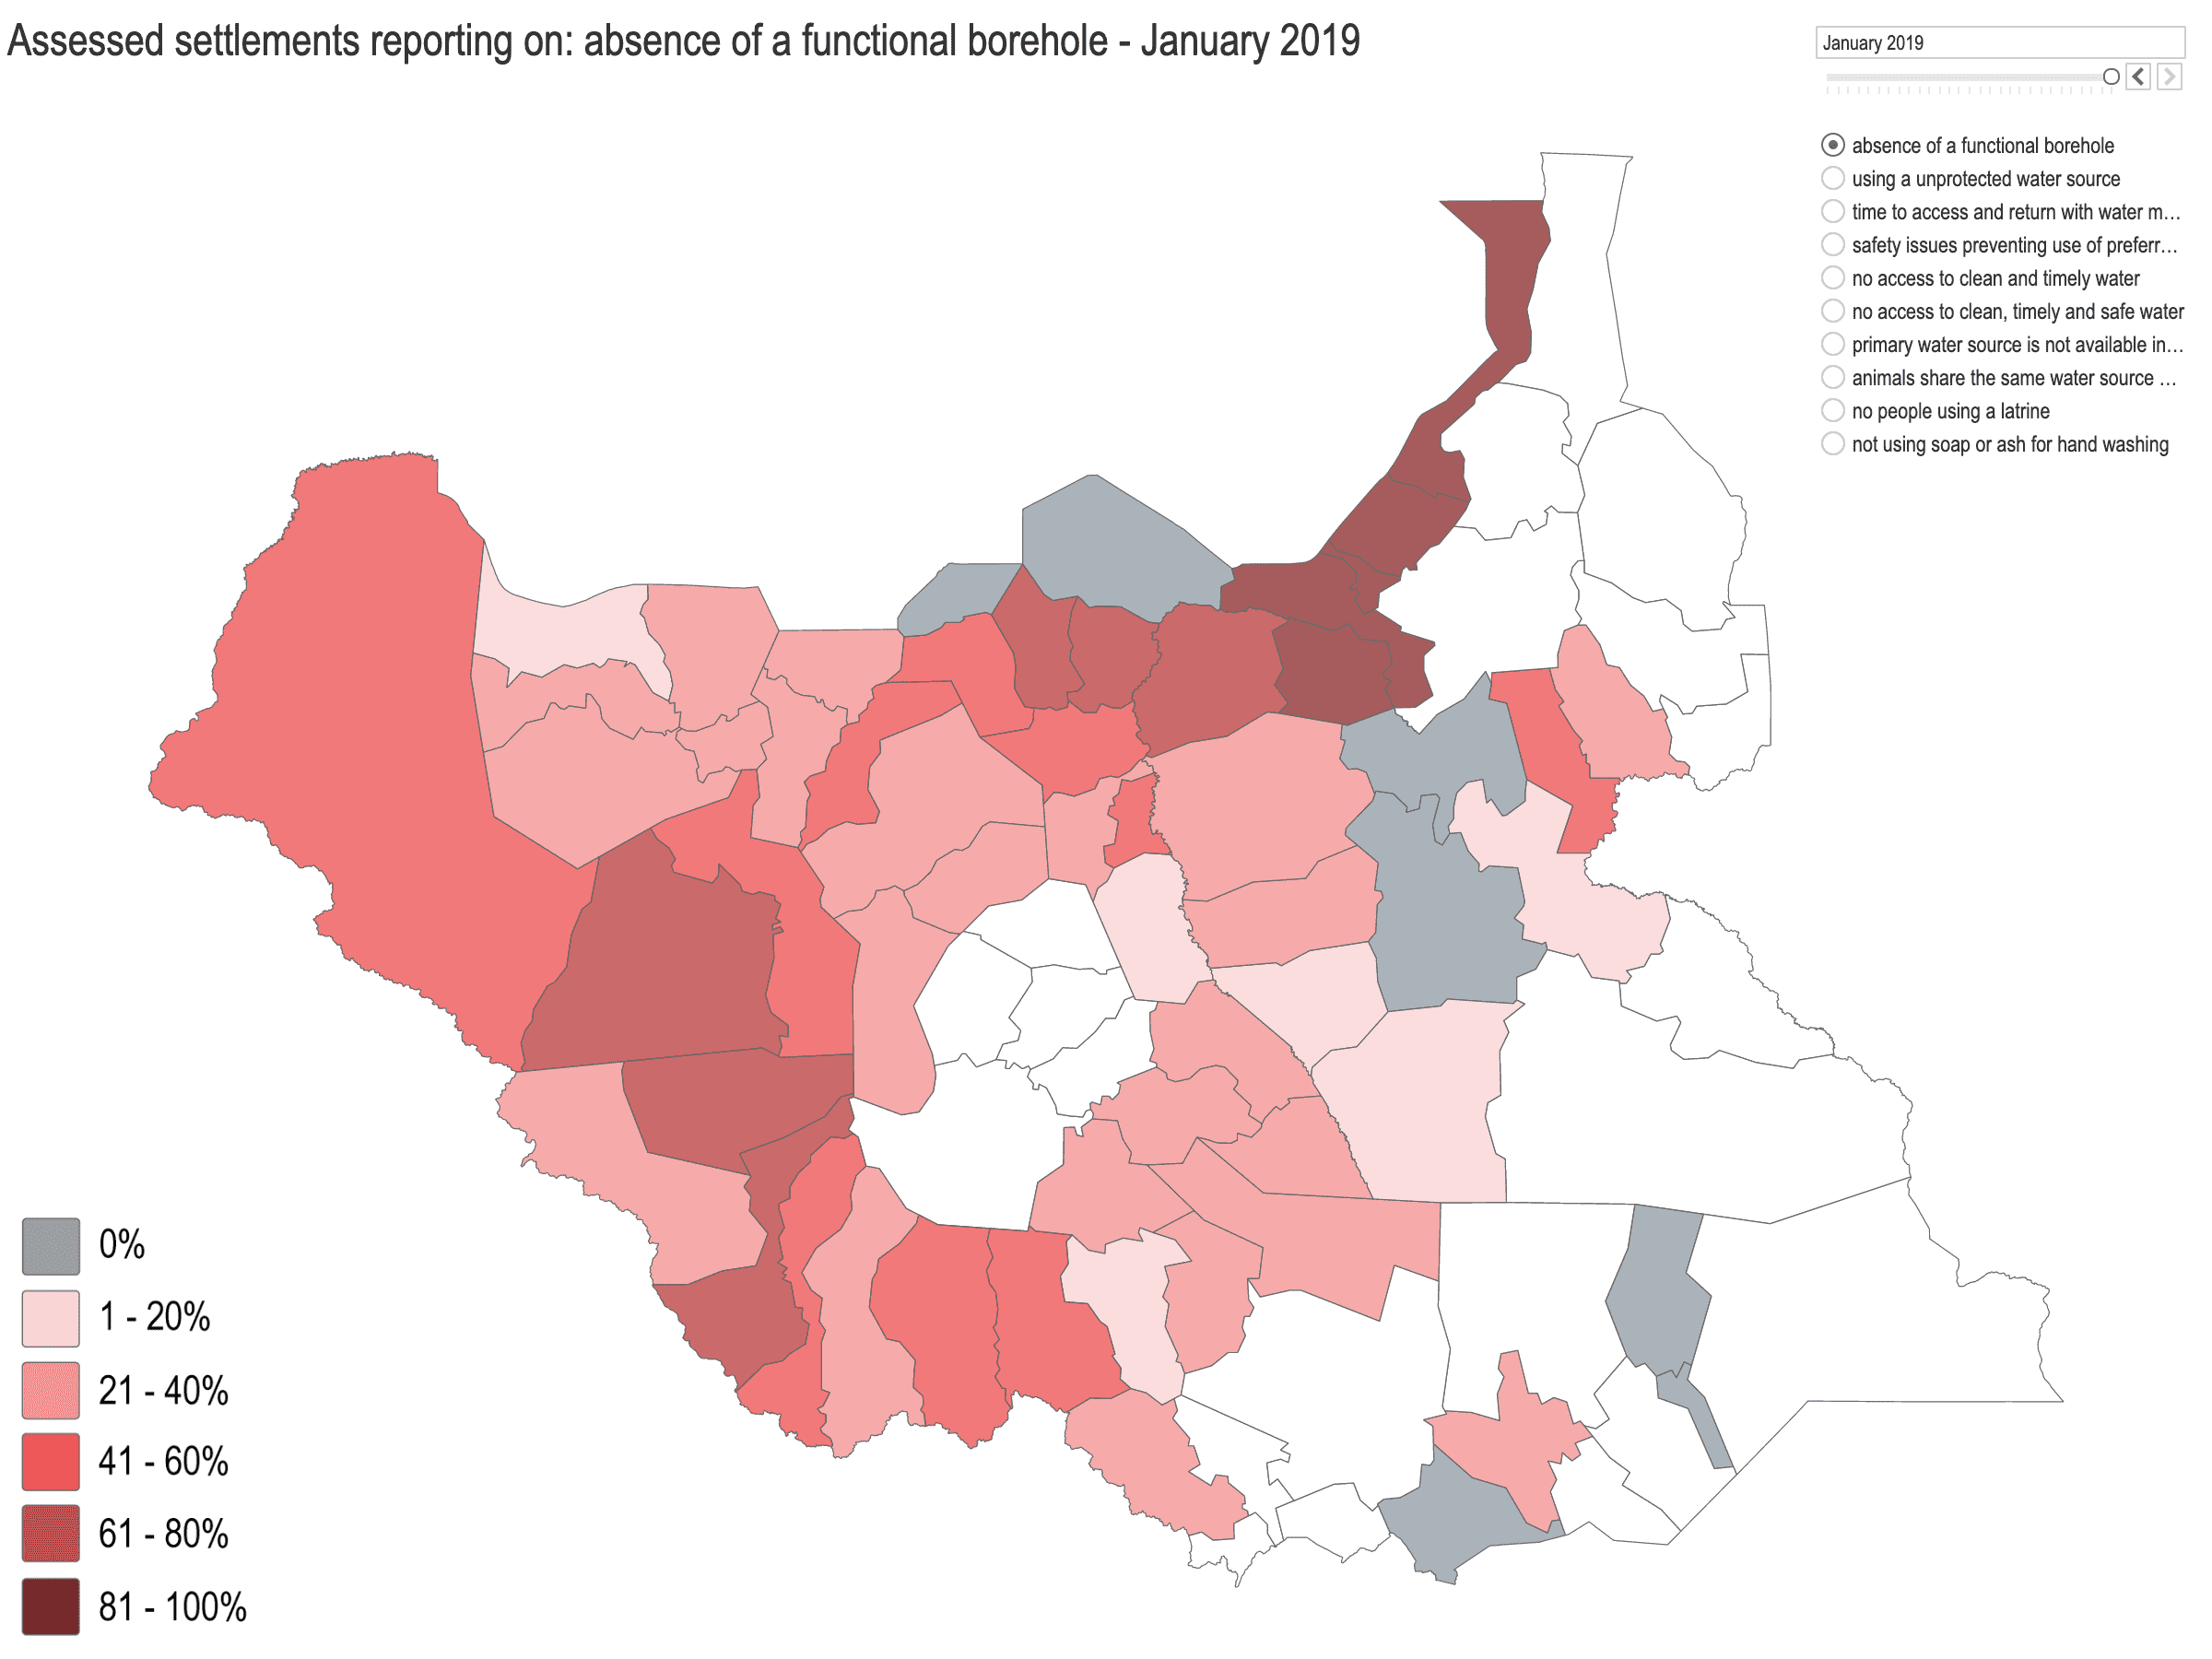 Assessed settlements reporting on: absence of a functional borehole - January 2019
January 2019
absence of a functional borehole
using a unprotected water source
time to access and return with water m…
safety issues preventing use of preferr…
no access to clean and timely water
no access to clean, timely and safe water
primary water source is not available in…
animals share the same water source …
no people using a latrine
not using soap or ash for hand washing
0%
1 - 20%
21 - 40%
41 - 60%
61 - 80%
81 - 100%